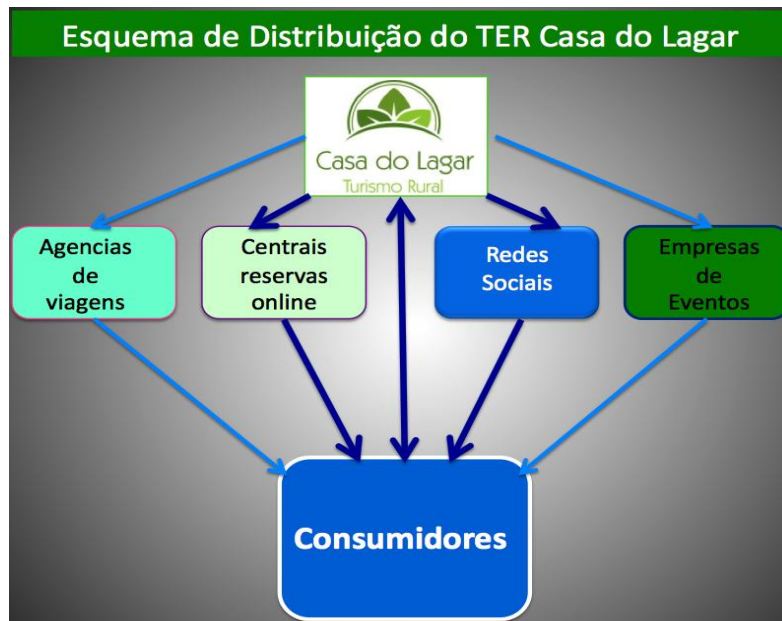 Esquema de Distribuição do TER Casa do Lagar
Casa do Lagar
Turismo Rural
Agencias
de
viagens
Centrais
reservas
online
Redes
Sociais
Empresas
de
Eventos
Consumidores